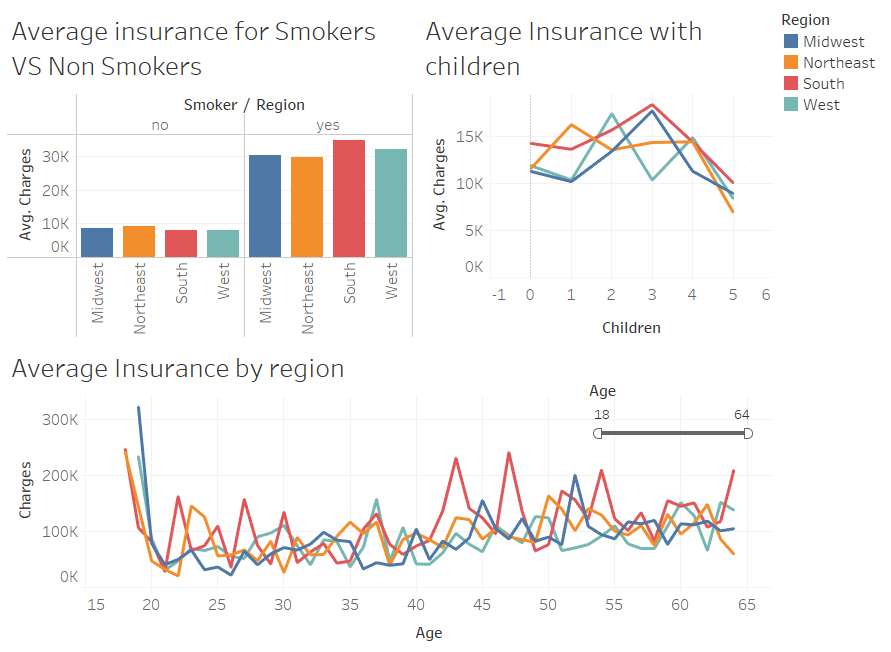 Average insurance for Smokers
VS Non Smokers
Smoker / Region
no
yes
Avg. Charges
30K
20K
10K
0K
Midwest
Northeast
South
West
Midwest
Northeast
South
West
Average Insurance with
children
Avg. Charges
15K
10K
5K
0K
-1 0 1 2 3 4 5 6
Children
Region
Midwest
Northeast
South
West
Average Insurance by region
Age
18 64
Charges
300K
200K
100K
0K
15 20 25 30 35 40 45 50 55 60 65
Age